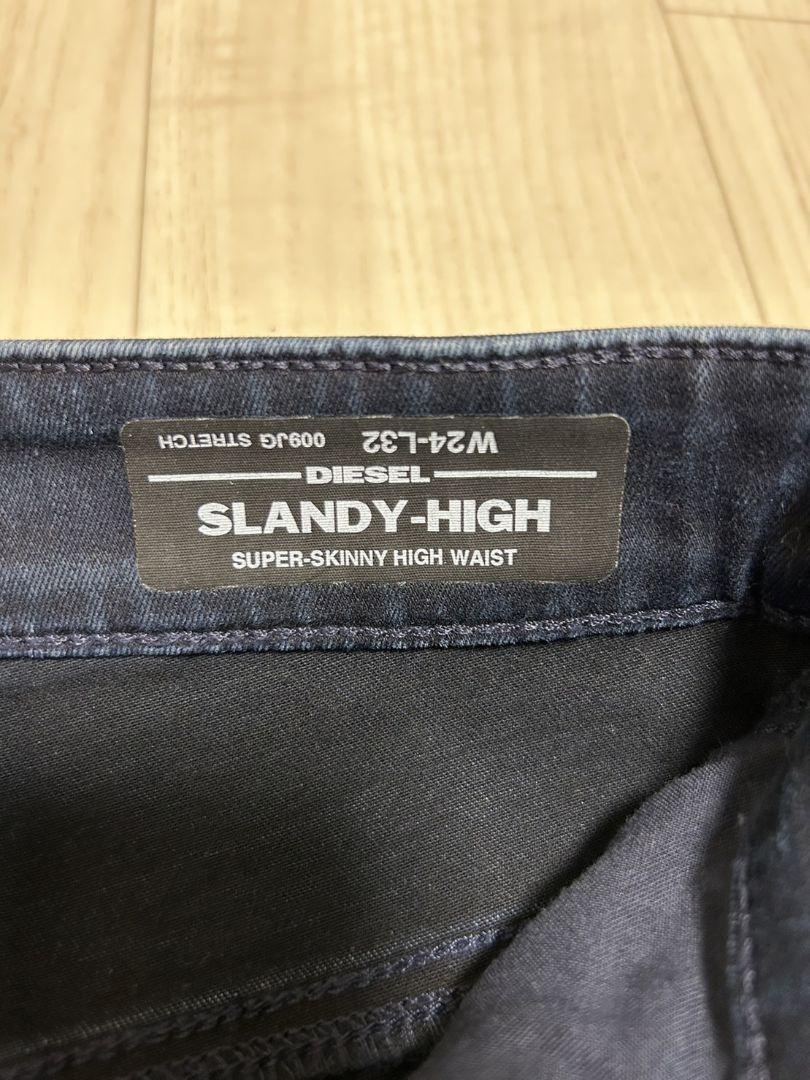 W24-L32 009JG STRETCH
DIESEL
SLANDY-HIGH
SUPER-SKINNY HIGH WAIST